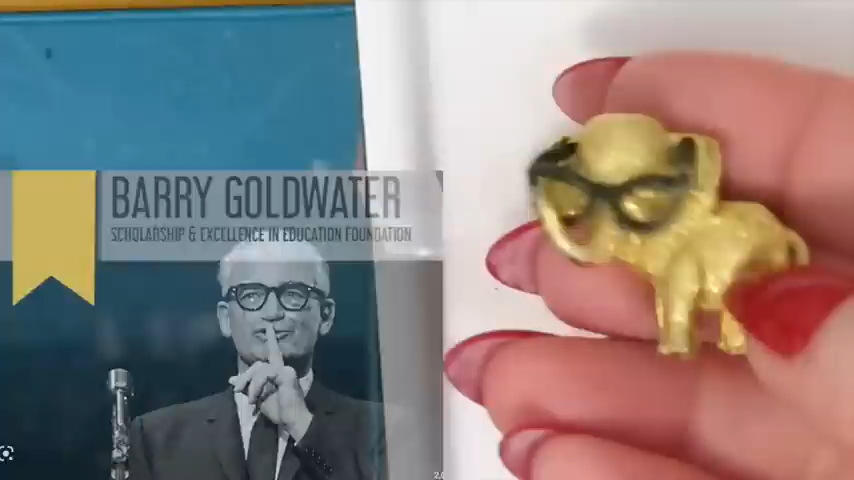 BARRY GOLDWATER
SCHOLARSHIP & EXCELLENCE IN EDUCATION FOUNDATION